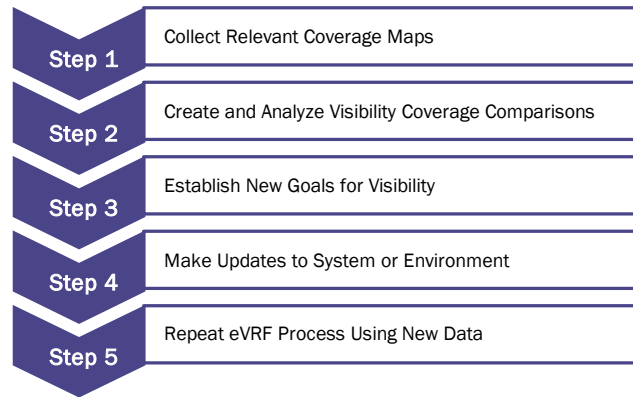 Step 1
Collect Relevant Coverage Maps
Step 2
Create and Analyze Visibility Coverage Comparisons
Step 3
Establish New Goals for Visibility
Step 4
Make Updates to System or Environment
Step 5
Repeat eVRF Process Using New Data